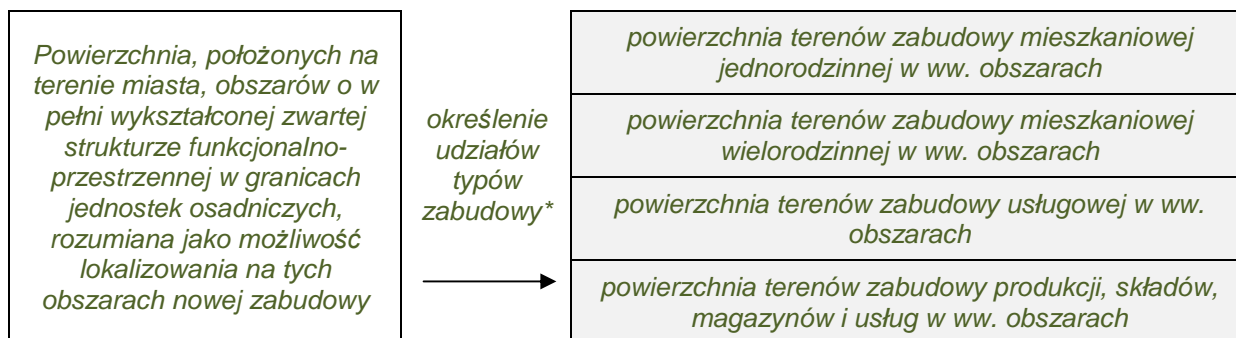 Powierzchnia, położonych na
terenie miasta, obszarów o w
pełni wykształconej zwartej
strukturze funkcjonalno-
przestrzennej w granicach
jednostek osadniczych,
rozumiana jako możliwość
lokalizowania na tych
obszarach nowej zabudowy
określenie
udziałów
typów
zabudowy*
powierzchnia terenów zabudowy mieszkaniowej
jednorodzinnej w ww. obszarach
powierzchnia terenów zabudowy mieszkaniowej
wielorodzinnej w ww. obszarach
powierzchnia terenów zabudowy usługowej w ww.
obszarach
powierzchnia terenów zabudowy produkcji, składów,
magazynów i usług w ww. obszarach